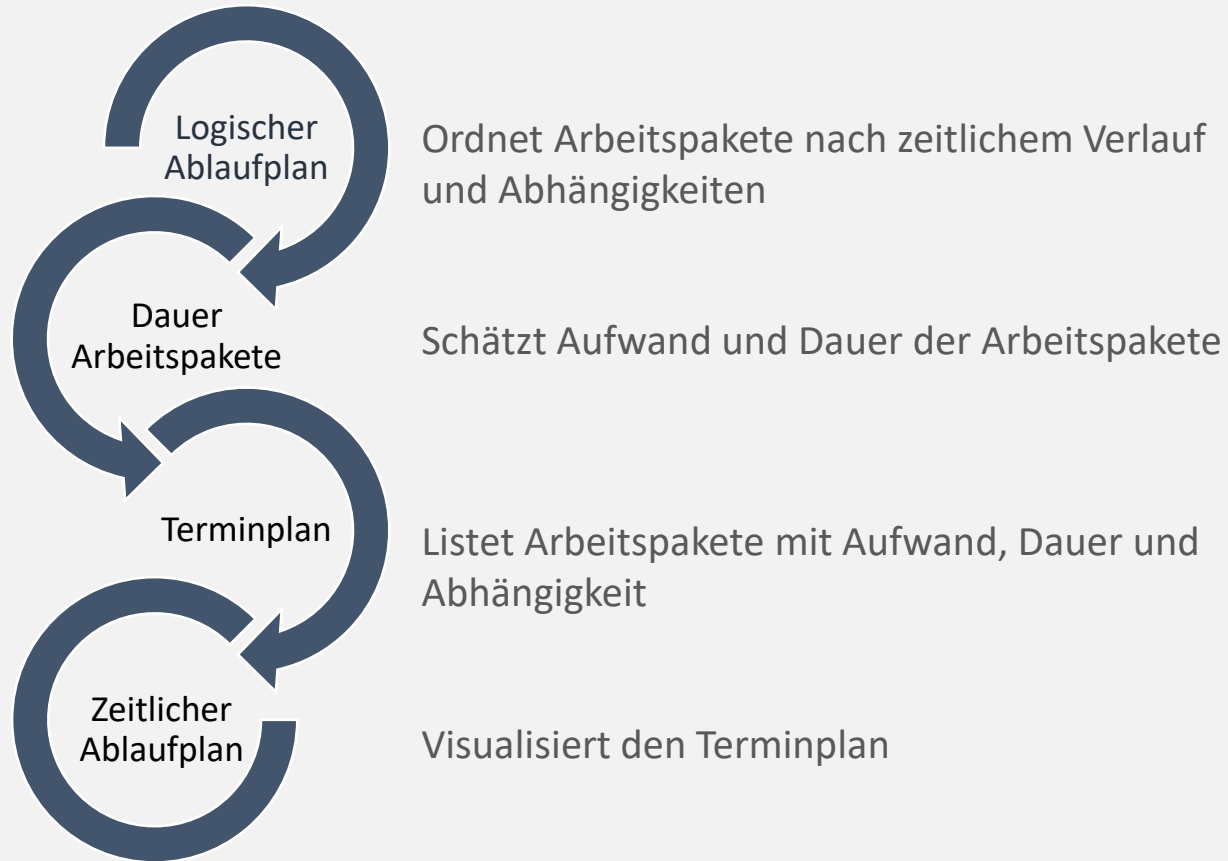 Logischer
Ablaufplan
Ordnet Arbeitspakete nach zeitlichem Verlauf
und Abhängigkeiten
Dauer
Arbeitspakete
Schätzt Aufwand und Dauer der Arbeitspakete
Terminplan
Listet Arbeitspakete mit Aufwand, Dauer und
Abhängigkeit
Zeitlicher
Ablaufplan
Visualisiert den Terminplan